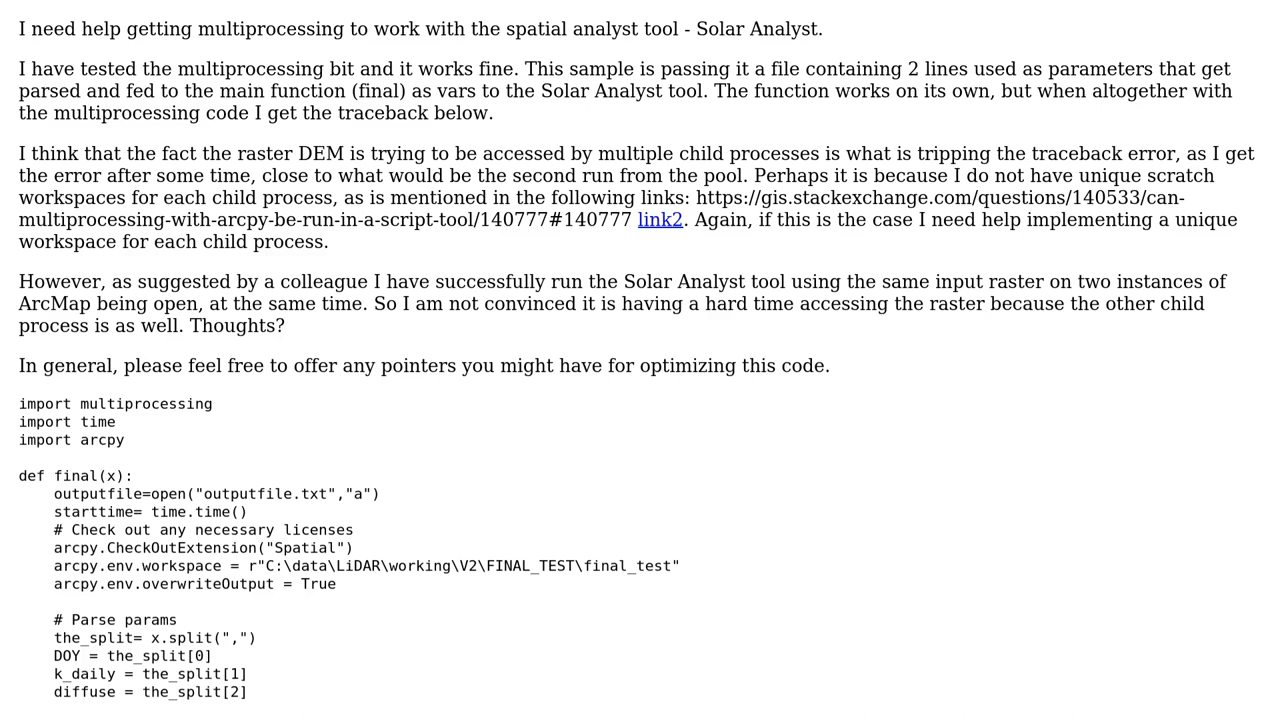 I need help getting multiprocessing to work with the spatial analyst tool - Solar Analyst.
I have tested the multiprocessing bit and it works fine. This sample is passing it a file containing 2 lines used as parameters that get
parsed and fed to the main function (final) as vars to the Solar Analyst tool. The function works on its own, but when altogether with
the multiprocessing code I get the traceback below.
I think that the fact the raster DEM is trying to be accessed by multiple child processes is what is tripping the traceback error, as I get
the error after some time, close to what would be the second run from the pool. Perhaps it is because I do not have unique scratch
workspaces for each child process, as is mentioned in the following links: https://gis.stackexchange.com/questions/140533/can-
multiprocessing-with-arcpy-be-run-in-a-script-tool/140777#140777 link2. Again, if this is the case I need help implementing a unique
workspace for each child process.
However, as suggested by a colleague I have successfully run the Solar Analyst tool using the same input raster on two instances of
ArcMap being open, at the same time. So I am not convinced it is having a hard time accessing the raster because the other child
process is as well. Thoughts?
In general, please feel free to offer any pointers you might have for optimizing this code.
import multiprocessing
import time
import arcpy
def final(x):
    outputfile=open("outputfile.txt","a")
    starttime= time.time()
    # Check out any necessary licenses
    arcpy.CheckOutExtension("Spatial")
    arcpy.env.workspace = r"C:\data\LiDAR\working\V2\FINAL_TEST\final_test"
    arcpy.env.overwriteOutput = True
    # Parse params
    the_split= x.split(",")
    DOY = the_split[0]
    k_daily = the_split[1]
    diffuse = the_split[2]